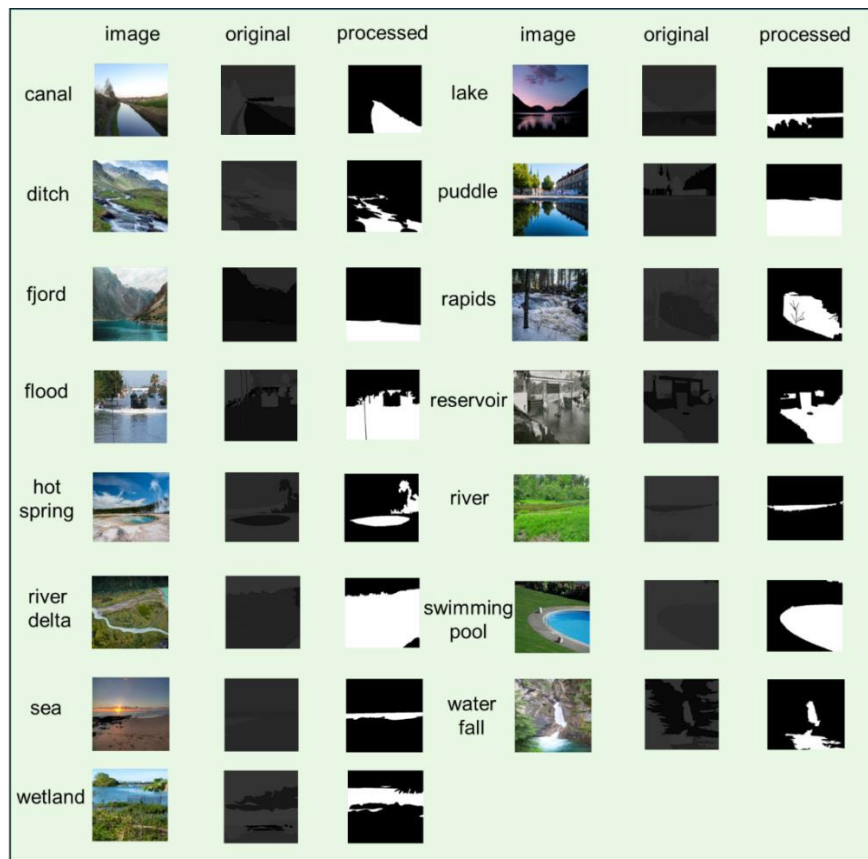 image original processed image original processed
canal lake
ditch puddle
fjord rapids
flood reservoir
hot
spring river
river
delta swimming
pool
sea water
fall
wetland